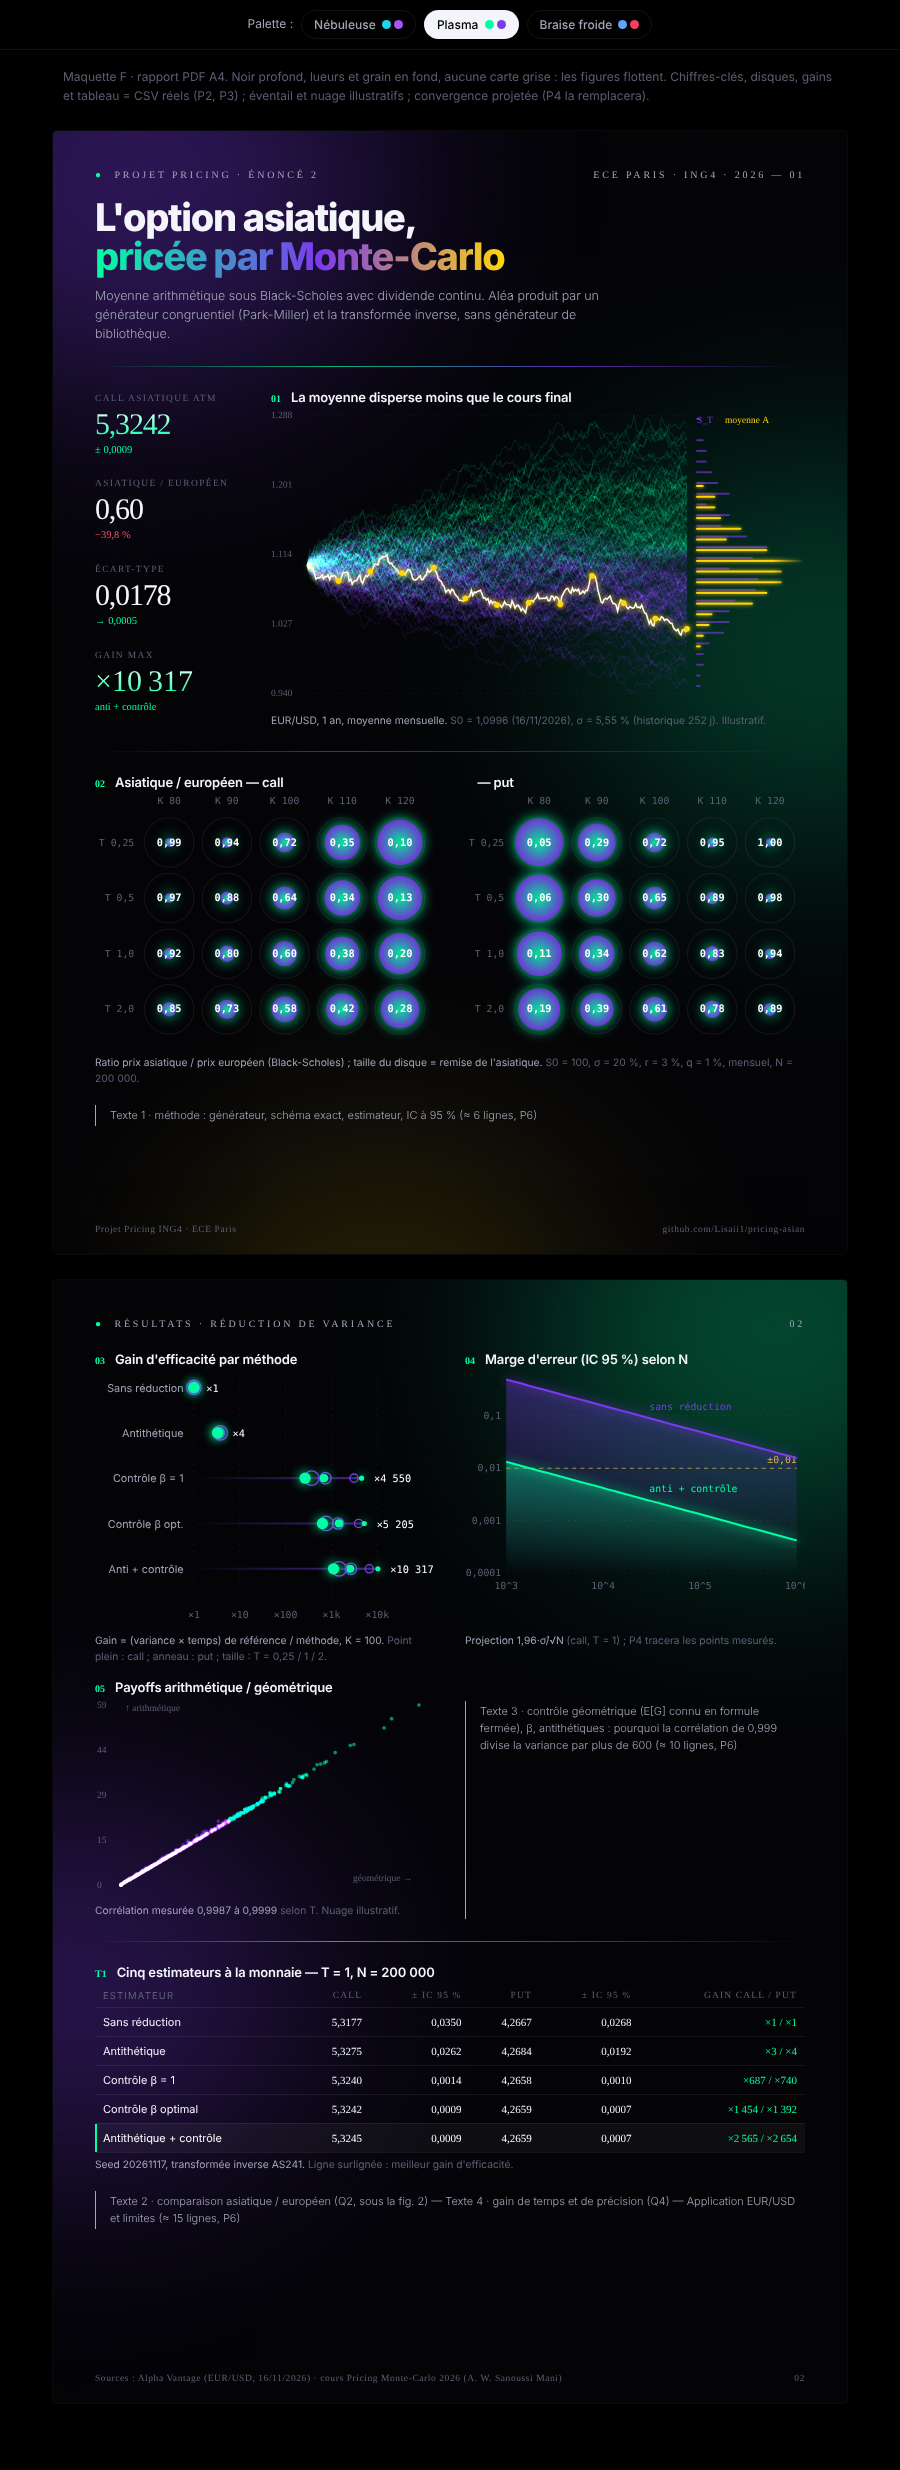 Palette : Nébuleuse Plasma Braise froide
Maquette F · rapport PDF A4. Noir profond, lueurs et grain en fond, aucune carte grise : les figures flottent. Chiffres-clés, disques, gains
et tableau = CSV réels (P2, P3) ; éventail et nuage illustratifs ; convergence projetée (P4 la remplacera).
PROJET PRICING · ÉNONCÉ 2
ECE PARIS · ING4 · 2026 — 01
L'option asiatique,
pricée par Monte-Carlo
Moyenne arithmétique sous Black-Scholes avec dividende continu. Aléa produit par un
générateur congruentiel (Park-Miller) et la transformée inverse, sans générateur de
bibliothèque.
CALL ASIATIQUE ATM
5,3242
± 0,0009
ASIATIQUE / EUROPÉEN
0,60
−39,8 %
ÉCART-TYPE
0,0178
→ 0,0005
GAIN MAX
×10 317
anti + contrôle
01 La moyenne disperse moins que le cours final
1.288
1.201
1.114
1.027
0.940
S_T moyenne A
EUR/USD, 1 an, moyenne mensuelle. S0 = 1,0996 (16/11/2026), σ = 5,55 % (historique 252 j). Illustratif.
02 Asiatique / européen — call
K 80 K 90 K 100 K 110 K 120
T 0,25 0,99 0,94 0,72 0,35 0,10
T 0,5 0,97 0,88 0,64 0,34 0,13
T 1,0 0,92 0,80 0,60 0,38 0,20
T 2,0 0,85 0,73 0,58 0,42 0,28
— put
K 80 K 90 K 100 K 110 K 120
T 0,25 0,05 0,29 0,72 0,95 1,00
T 0,5 0,06 0,30 0,65 0,89 0,98
T 1,0 0,11 0,34 0,62 0,83 0,94
T 2,0 0,19 0,39 0,61 0,78 0,89
Ratio prix asiatique / prix européen (Black-Scholes) ; taille du disque = remise de l'asiatique. S0 = 100, σ = 20 %, r = 3 %, q = 1 %, mensuel, N =
200 000.
Texte 1 · méthode : générateur, schéma exact, estimateur, IC à 95 % (≈ 6 lignes, P6)
Projet Pricing ING4 · ECE Paris
github.com/Lisaii1/pricing-asian
RÉSULTATS · RÉDUCTION DE VARIANCE
02
03 Gain d'efficacité par méthode
Sans réduction ×1
Antithétique ×4
Contrôle β = 1 ×4 550
Contrôle β opt. ×5 205
Anti + contrôle ×10 317
×1 ×10 ×100 ×1k ×10k
Gain = (variance × temps) de référence / méthode, K = 100. Point
plein : call ; anneau : put ; taille : T = 0,25 / 1 / 2.
04 Marge d'erreur (IC 95 %) selon N
0,1
0,01
0,001
0,0001
sans réduction
±0,01
anti + contrôle
10^3 10^4 10^5 10^
Projection 1,96·σ̂/√N (call, T = 1) ; P4 tracera les points mesurés.
05 Payoffs arithmétique / géométrique
59
44
29
15
0
↑ arithmétique
géométrique →
Corrélation mesurée 0,9987 à 0,9999 selon T. Nuage illustratif.
Texte 3 · contrôle géométrique (E[G] connu en formule
fermée), β, antithétiques : pourquoi la corrélation de 0,999
divise la variance par plus de 600 (≈ 10 lignes, P6)
T1 Cinq estimateurs à la monnaie — T = 1, N = 200 000
ESTIMATEUR CALL ± IC 95 % PUT ± IC 95 % GAIN CALL / PUT
Sans réduction 5,3177 0,0350 4,2667 0,0268 ×1 / ×1
Antithétique 5,3275 0,0262 4,2684 0,0192 ×3 / ×4
Contrôle β = 1 5,3240 0,0014 4,2658 0,0010 ×687 / ×740
Contrôle β optimal 5,3242 0,0009 4,2659 0,0007 ×1 454 / ×1 392
Antithétique + contrôle 5,3245 0,0009 4,2659 0,0007 ×2 565 / ×2 654
Seed 20261117, transformée inverse AS241. Ligne surlignée : meilleur gain d'efficacité.
Texte 2 · comparaison asiatique / européen (Q2, sous la fig. 2) — Texte 4 · gain de temps et de précision (Q4) — Application EUR/USD
et limites (≈ 15 lignes, P6)
Sources : Alpha Vantage (EUR/USD, 16/11/2026) · cours Pricing Monte-Carlo 2026 (A. W. Sanoussi Mani)
02